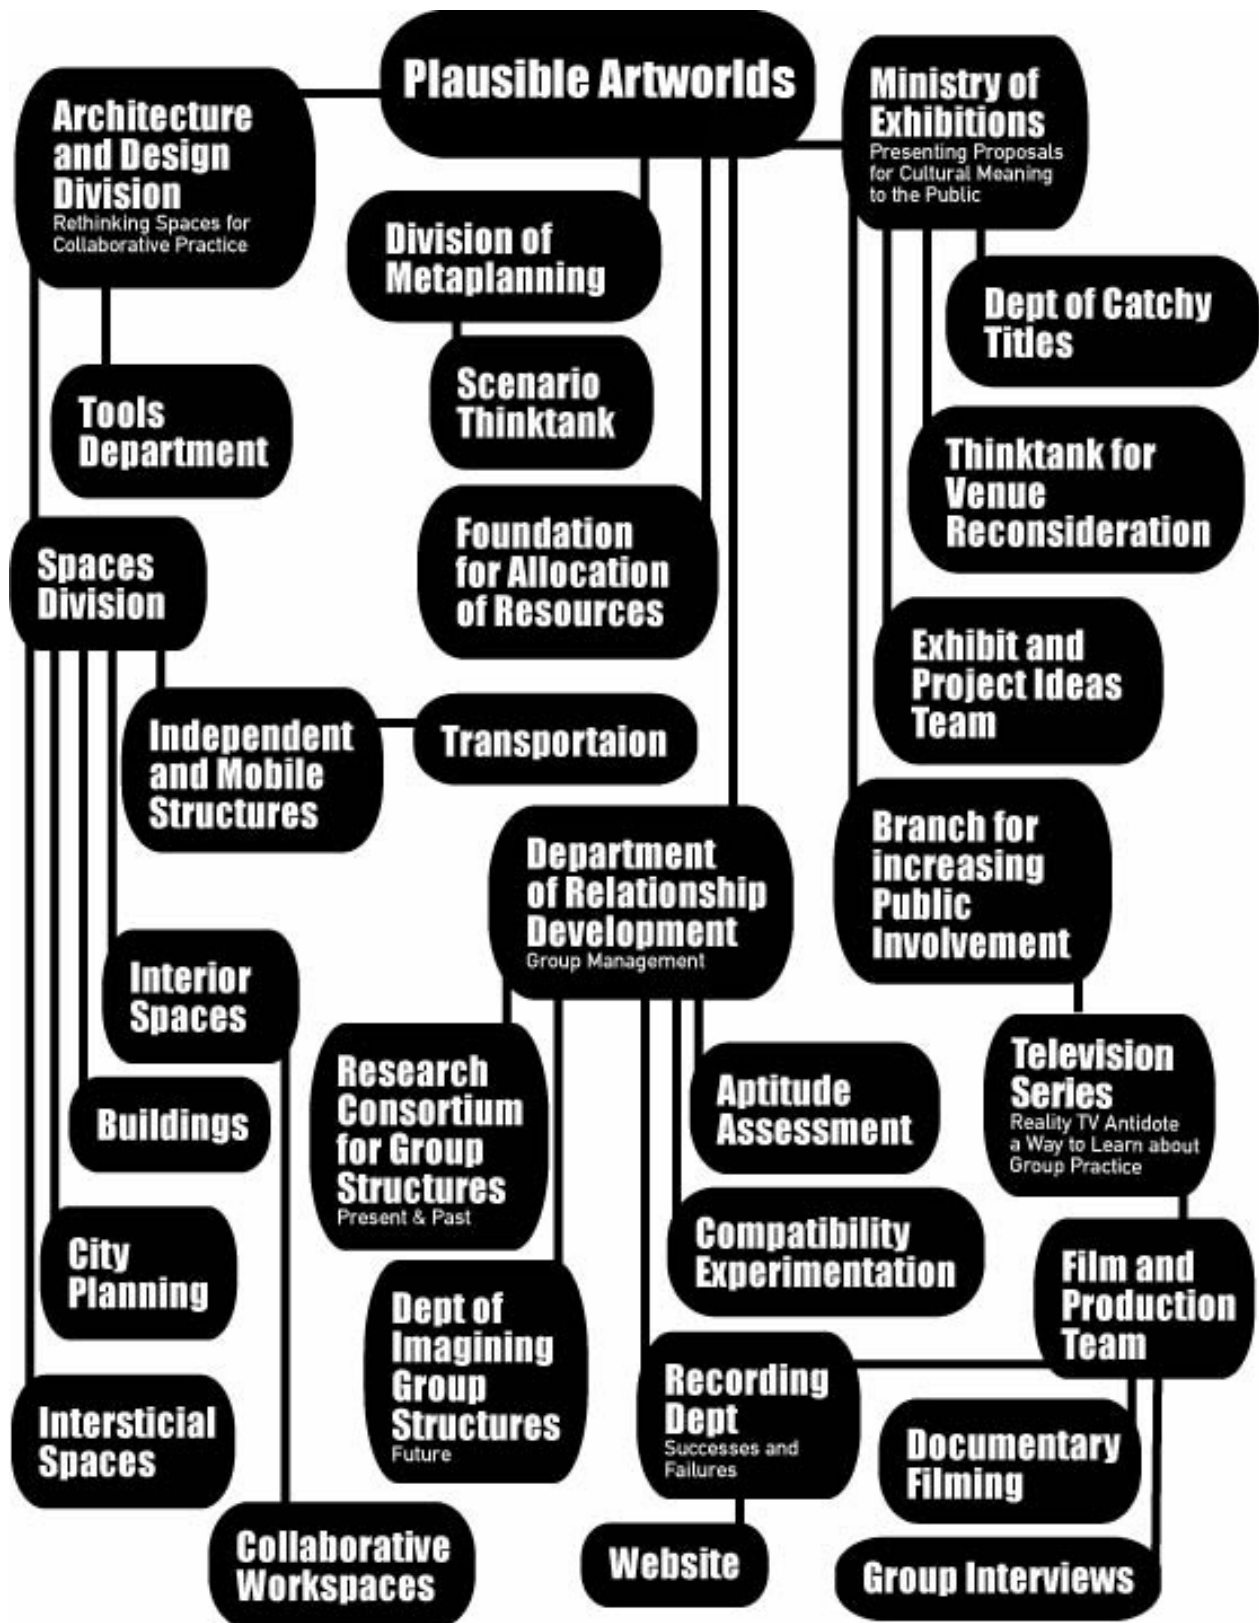 Plausible Artworlds
Architecture
and Design
Division
Rethinking Spaces for
Collaborative Practice
Ministry of
Exhibitions
Presenting Proposals
for Cultural Meaning
to the Public
Division of
Metaplanning
Dept of Catchy
Titles
Scenario
Thinktank
Tools
Department
Thinktank for
Venue
Reconsideration
Foundation
for Allocation
of Resources
Spaces
Division
Exhibit and
Project Ideas
Team
Independent
and Mobile
Structures
Transportaion
Branch for
increasing
Public
Involvement
Department
of Relationship
Development
Group Management
Interior
Spaces
Television
Series
Reality TV Antidote
a Way to Learn about
Group Practice
Research
Consortium
for Group
Structures
Present & Past
Aptitude
Assessment
Buildings
Compatibility
Experimentation
City
Planning
Film and
Production
Team
Dept of
Imagining
Group
Structures
Future
Recording
Dept
Successes and
Failures
Intersticial
Spaces
Documentary
Filming
Collaborative
Workspaces
Website
Group Interviews